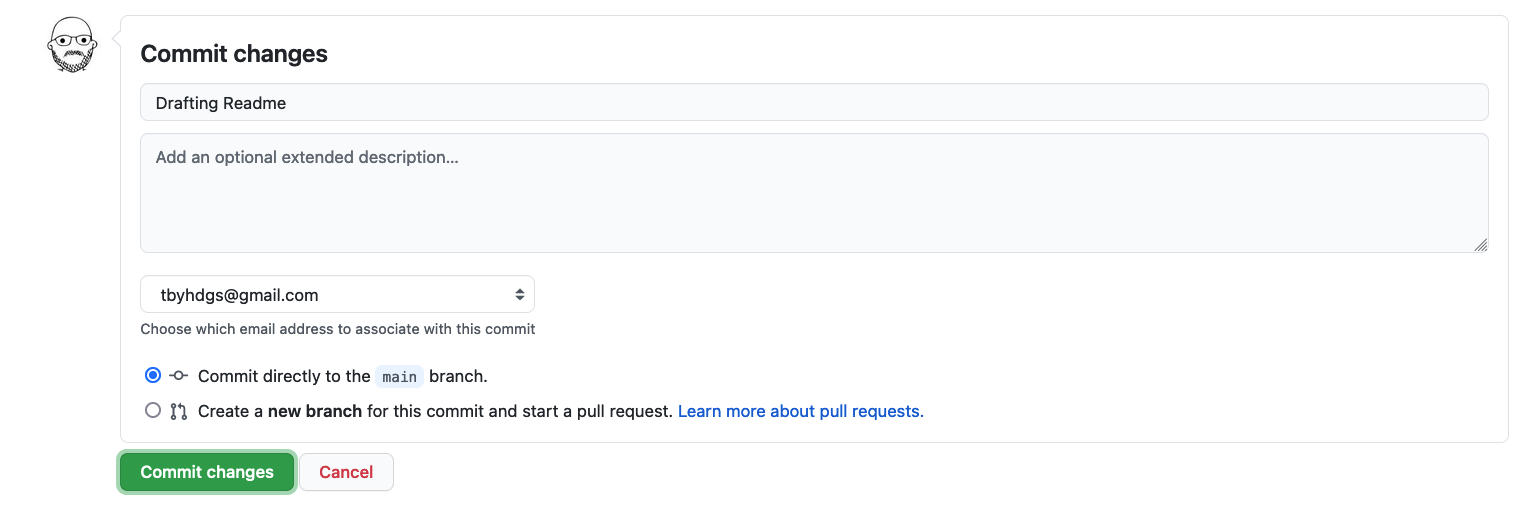 Commit changes
Drafting Readme
Add an optional extended description...
tbyhdgs@gmail.com
Choose which email address to associate with this commit
Commit directly to the main branch.
Create a new branch for this commit and start a pull request. Learn more about pull requests.
Commit changes
Cancel